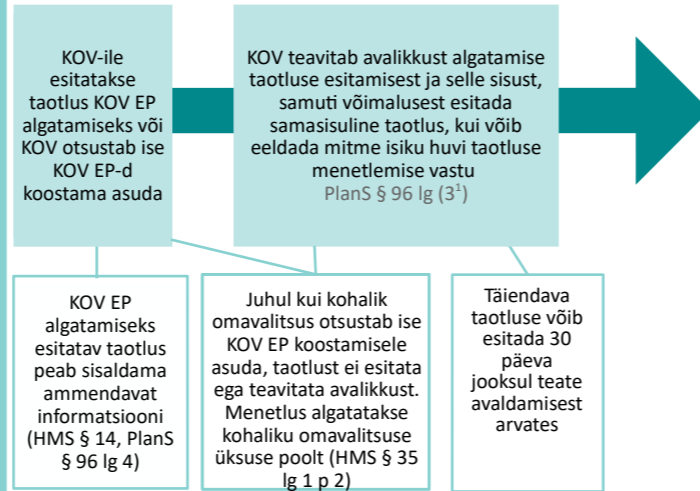 KOV-ile
esitatakse
taotlus KOV EP
algatamiseks või
KOV otsustab ise
KOV EP-d
koostama asuda
KOV teavitab avalikkust algatamise
taotluse esitamisest ja selle sisust,
samuti võimalusest esitada
samasisuline taotlus, kui võib
eeldada mitme isiku huvi taotluse
menetlemise vastu
PlanS § 96 lg (3¹)
KOV EP
algatamiseks
esitatav taotlus
peab sisaldama
ammendavat
informatsiooni
(HMS § 14, PlanS
§ 96 lg 4)
Juhul kui kohalik
omavalitsus otsustab ise
KOV EP koostamisele
asuda, taotlust ei esitata
ega teavitata avalikkust.
Menetlus algatatakse
kohaliku omavalitsuse
üksuse poolt (HMS § 35
lg 1 p 2)
Täiendava
taotluse võib
esitada 30
päeva
jooksul teate
avaldamisest
arvates